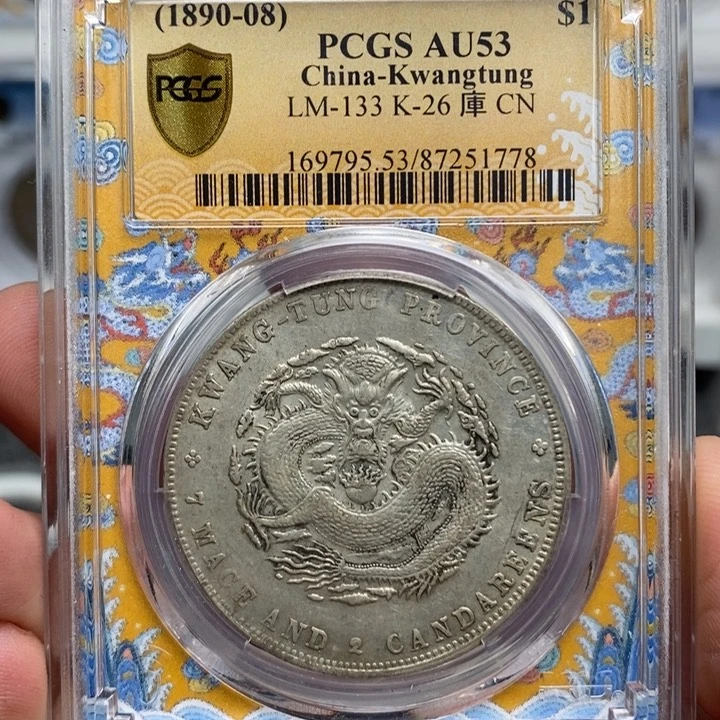 (1890-08) $1
PCGS AU53
China-Kwangtung
LM-133 K-26 庫 CN
169795.53/87251778
PCGS
KWANG-TUNG PROVINCE
7 MACE AND 2 CANDAREENS